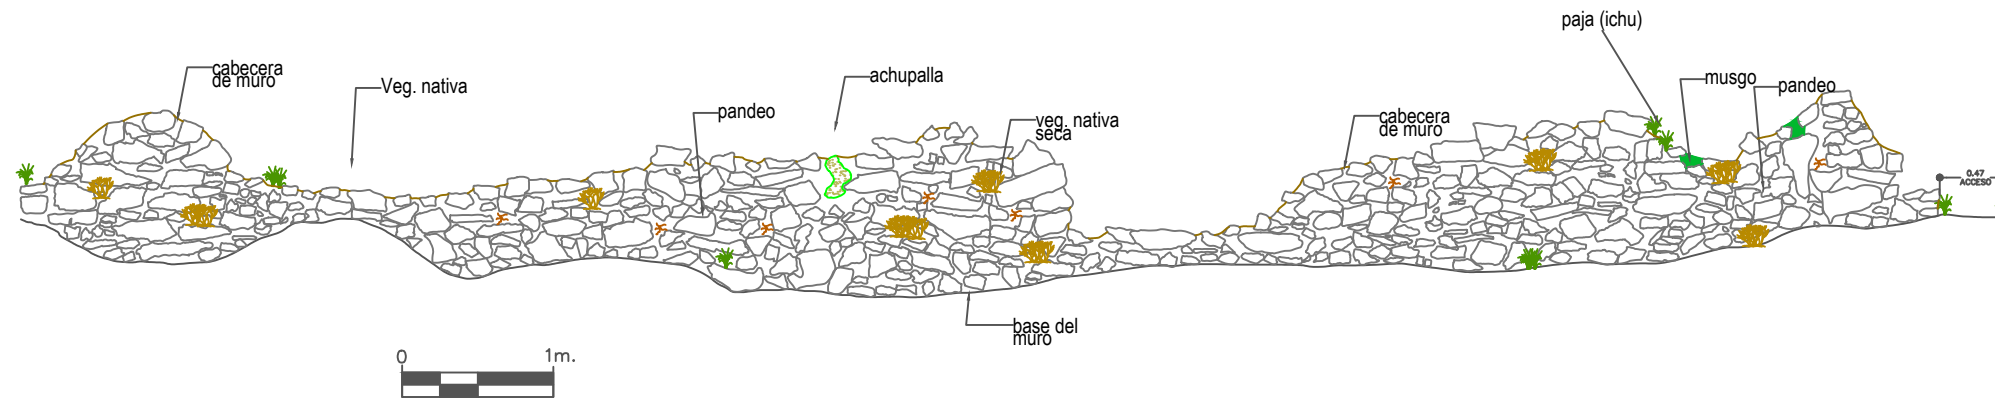 paja (ichu)
cabecera
de muro
Veg. nativa
achupalla
musgo
pandeo
pandeo
veg. nativa
seca
cabecera
de muro
0.47
ACCESO
base del
muro
0
1m.